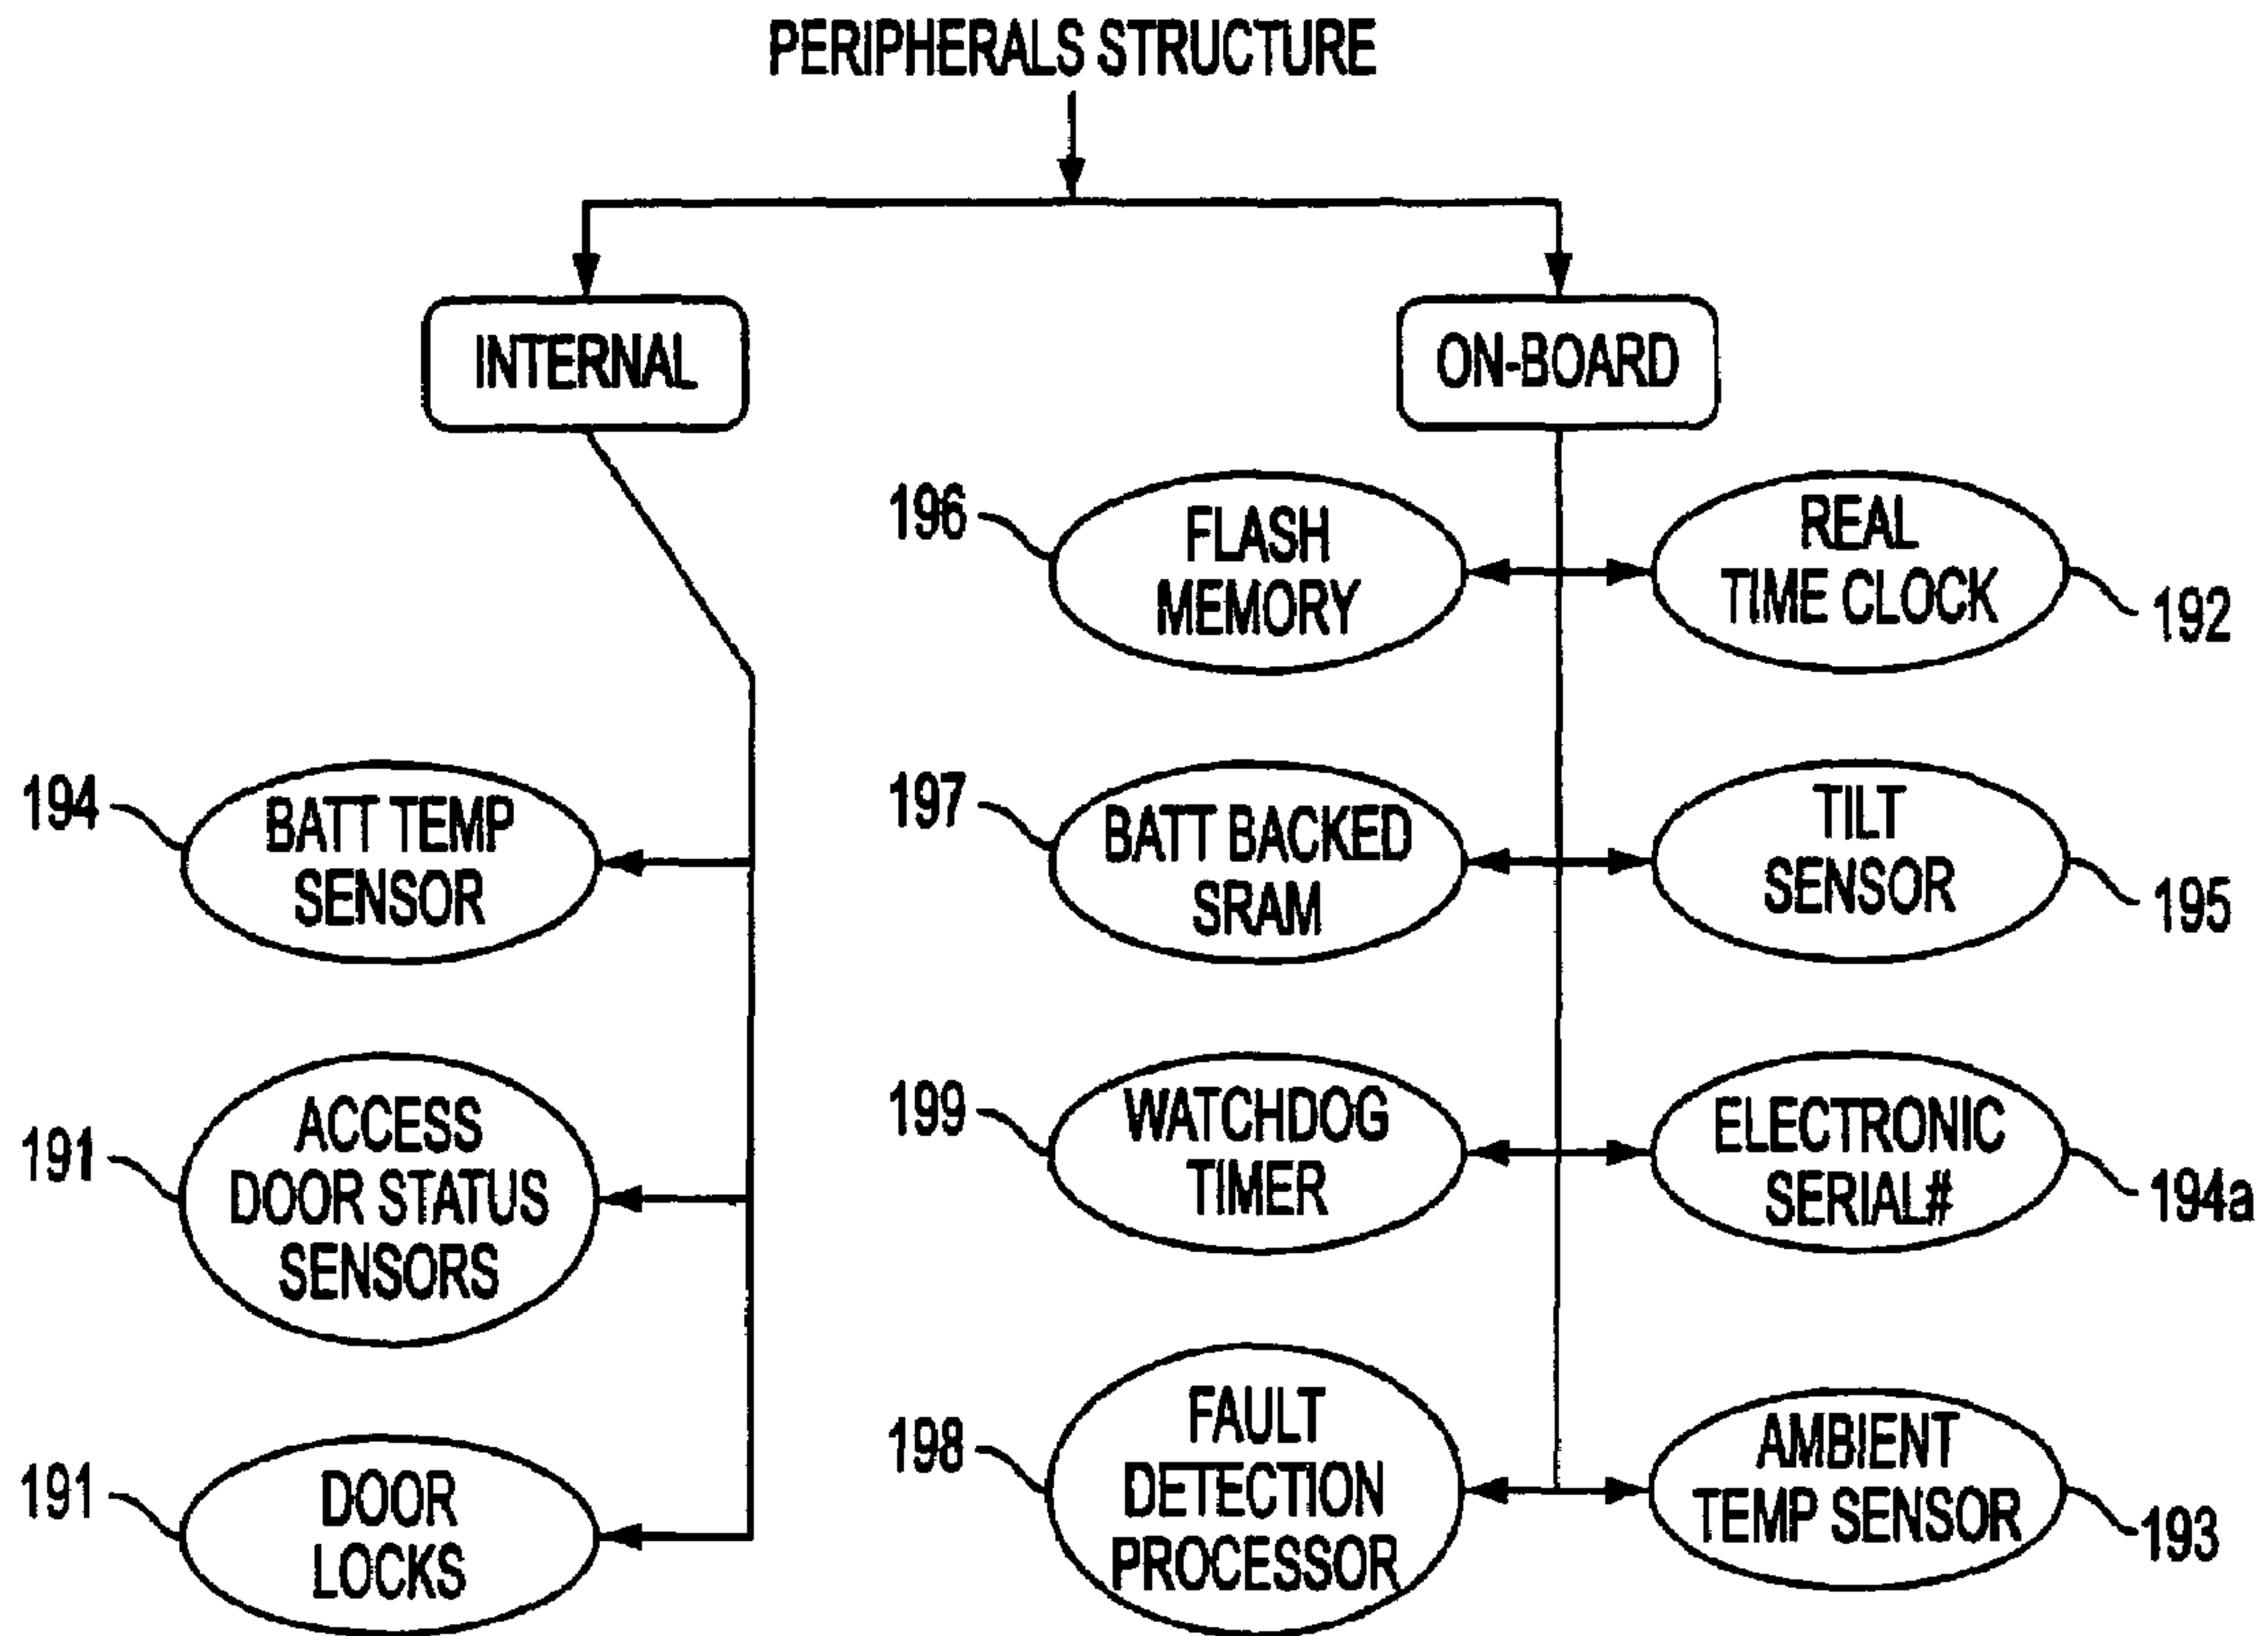 PERIPHERALS STRUCTURE
INTERNAL
ON-BOARD
196
FLASH
MEMORY
REAL
TIME CLOCK
192
194
BATT TEMP
SENSOR
197
BATT BACKED
SRAM
TILT
SENSOR
195
191
ACCESS
DOOR STATUS
SENSORS
199
WATCHDOG
TIMER
ELECTRONIC
SERIAL#
194a
191
DOOR
LOCKS
198
FAULT
DETECTION
PROCESSOR
AMBIENT
TEMP SENSOR
193